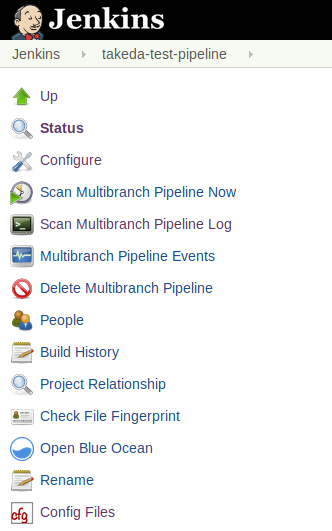 Jenkins
Jenkins takeda-test-pipeline
Up
Status
Configure
Scan Multibranch Pipeline Now
>_
Scan Multibranch Pipeline Log
Multibranch Pipeline Events
Delete Multibranch Pipeline
People
Build History
Project Relationship
Check File Fingerprint
Open Blue Ocean
Rename
cfg Config Files